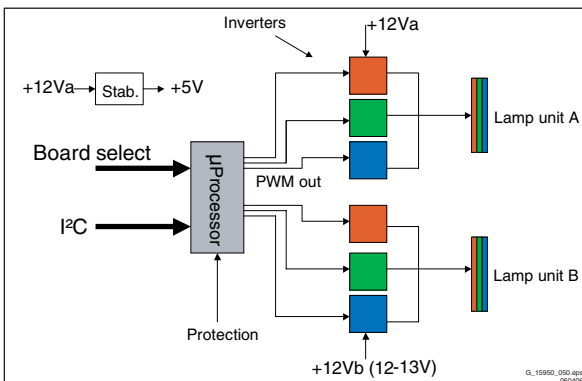 Inverters
+12Va
+12Va
Stab.
+5V
Lamp unit A
Board select
µProcessor
PWM out
I²C
Lamp unit B
Protection
+12Vb (12-13V)
G_15950_050.eps
060406